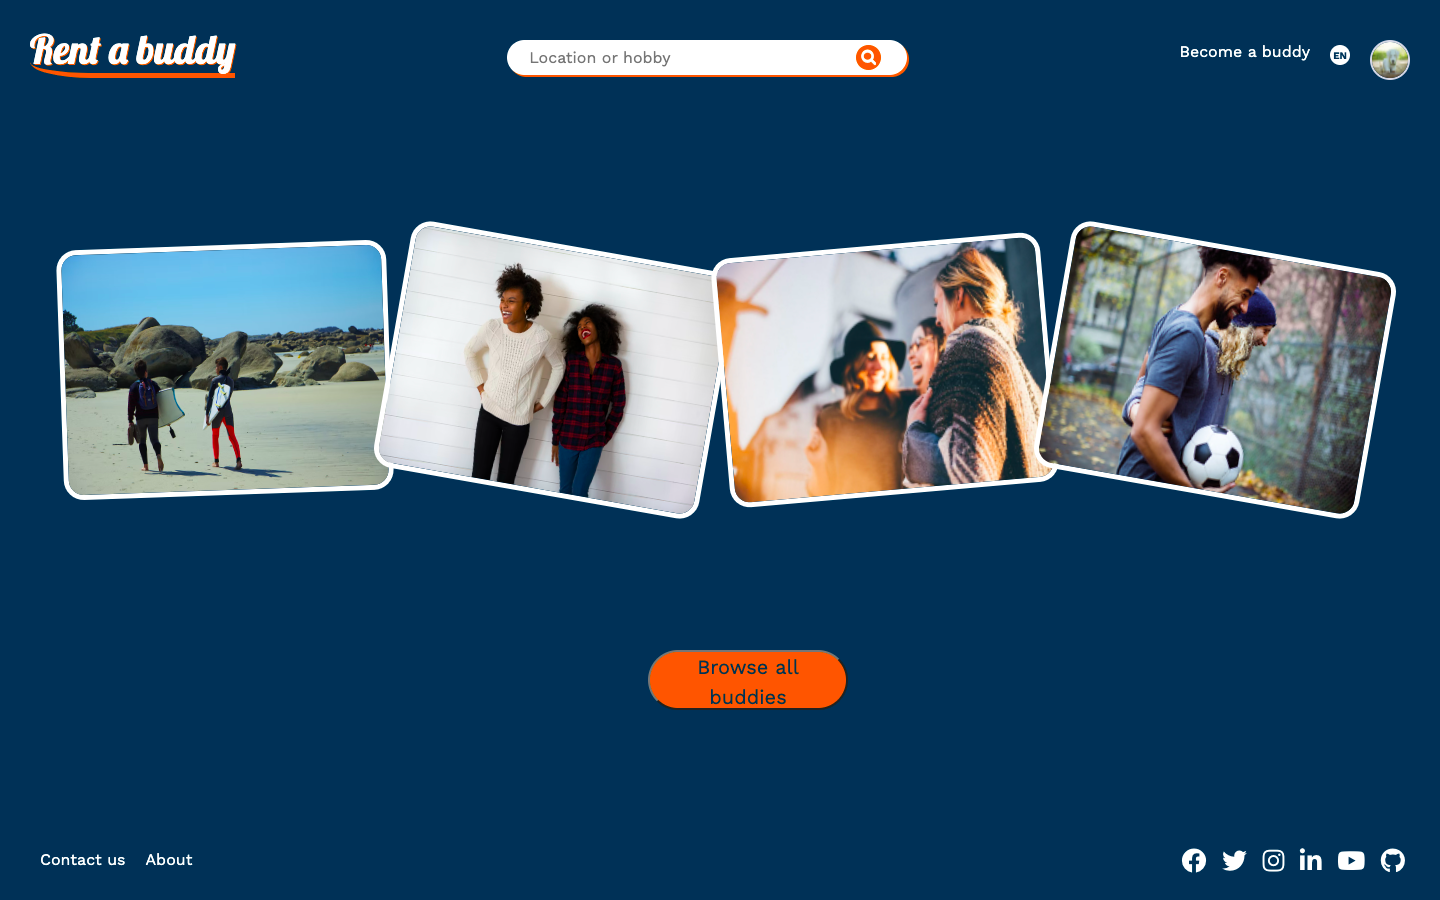 Rent a buddy
Location or hobby
Become a buddy
EN
Browse all
buddies
Contact us
About